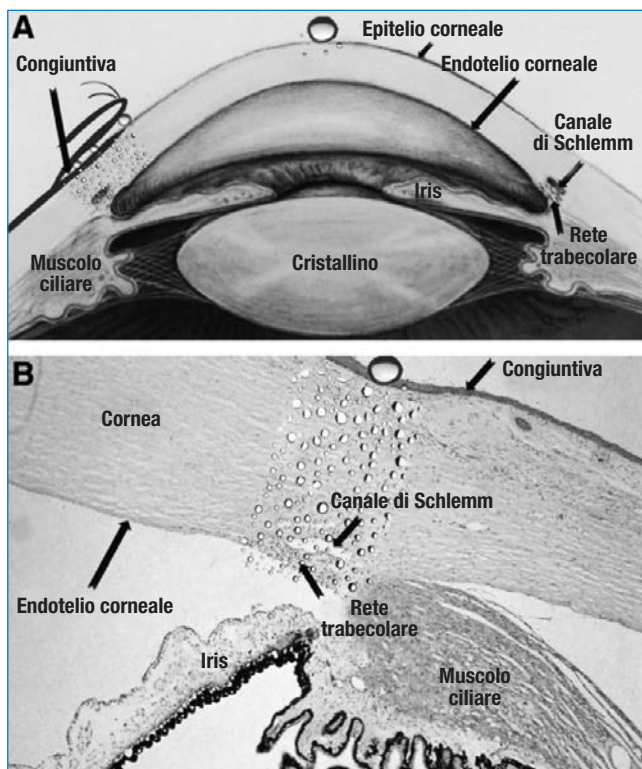 A
Epitelio corneale
Congiuntiva
Endotelio corneale
Canale
di Schlemm
Iris
Rete
trabecolare
Muscolo
ciliare
Cristallino
B
Congiuntiva
Cornea
Canale di Schlemm
Endotelio corneale
Rete
trabecolare
Iris
Muscolo
ciliare